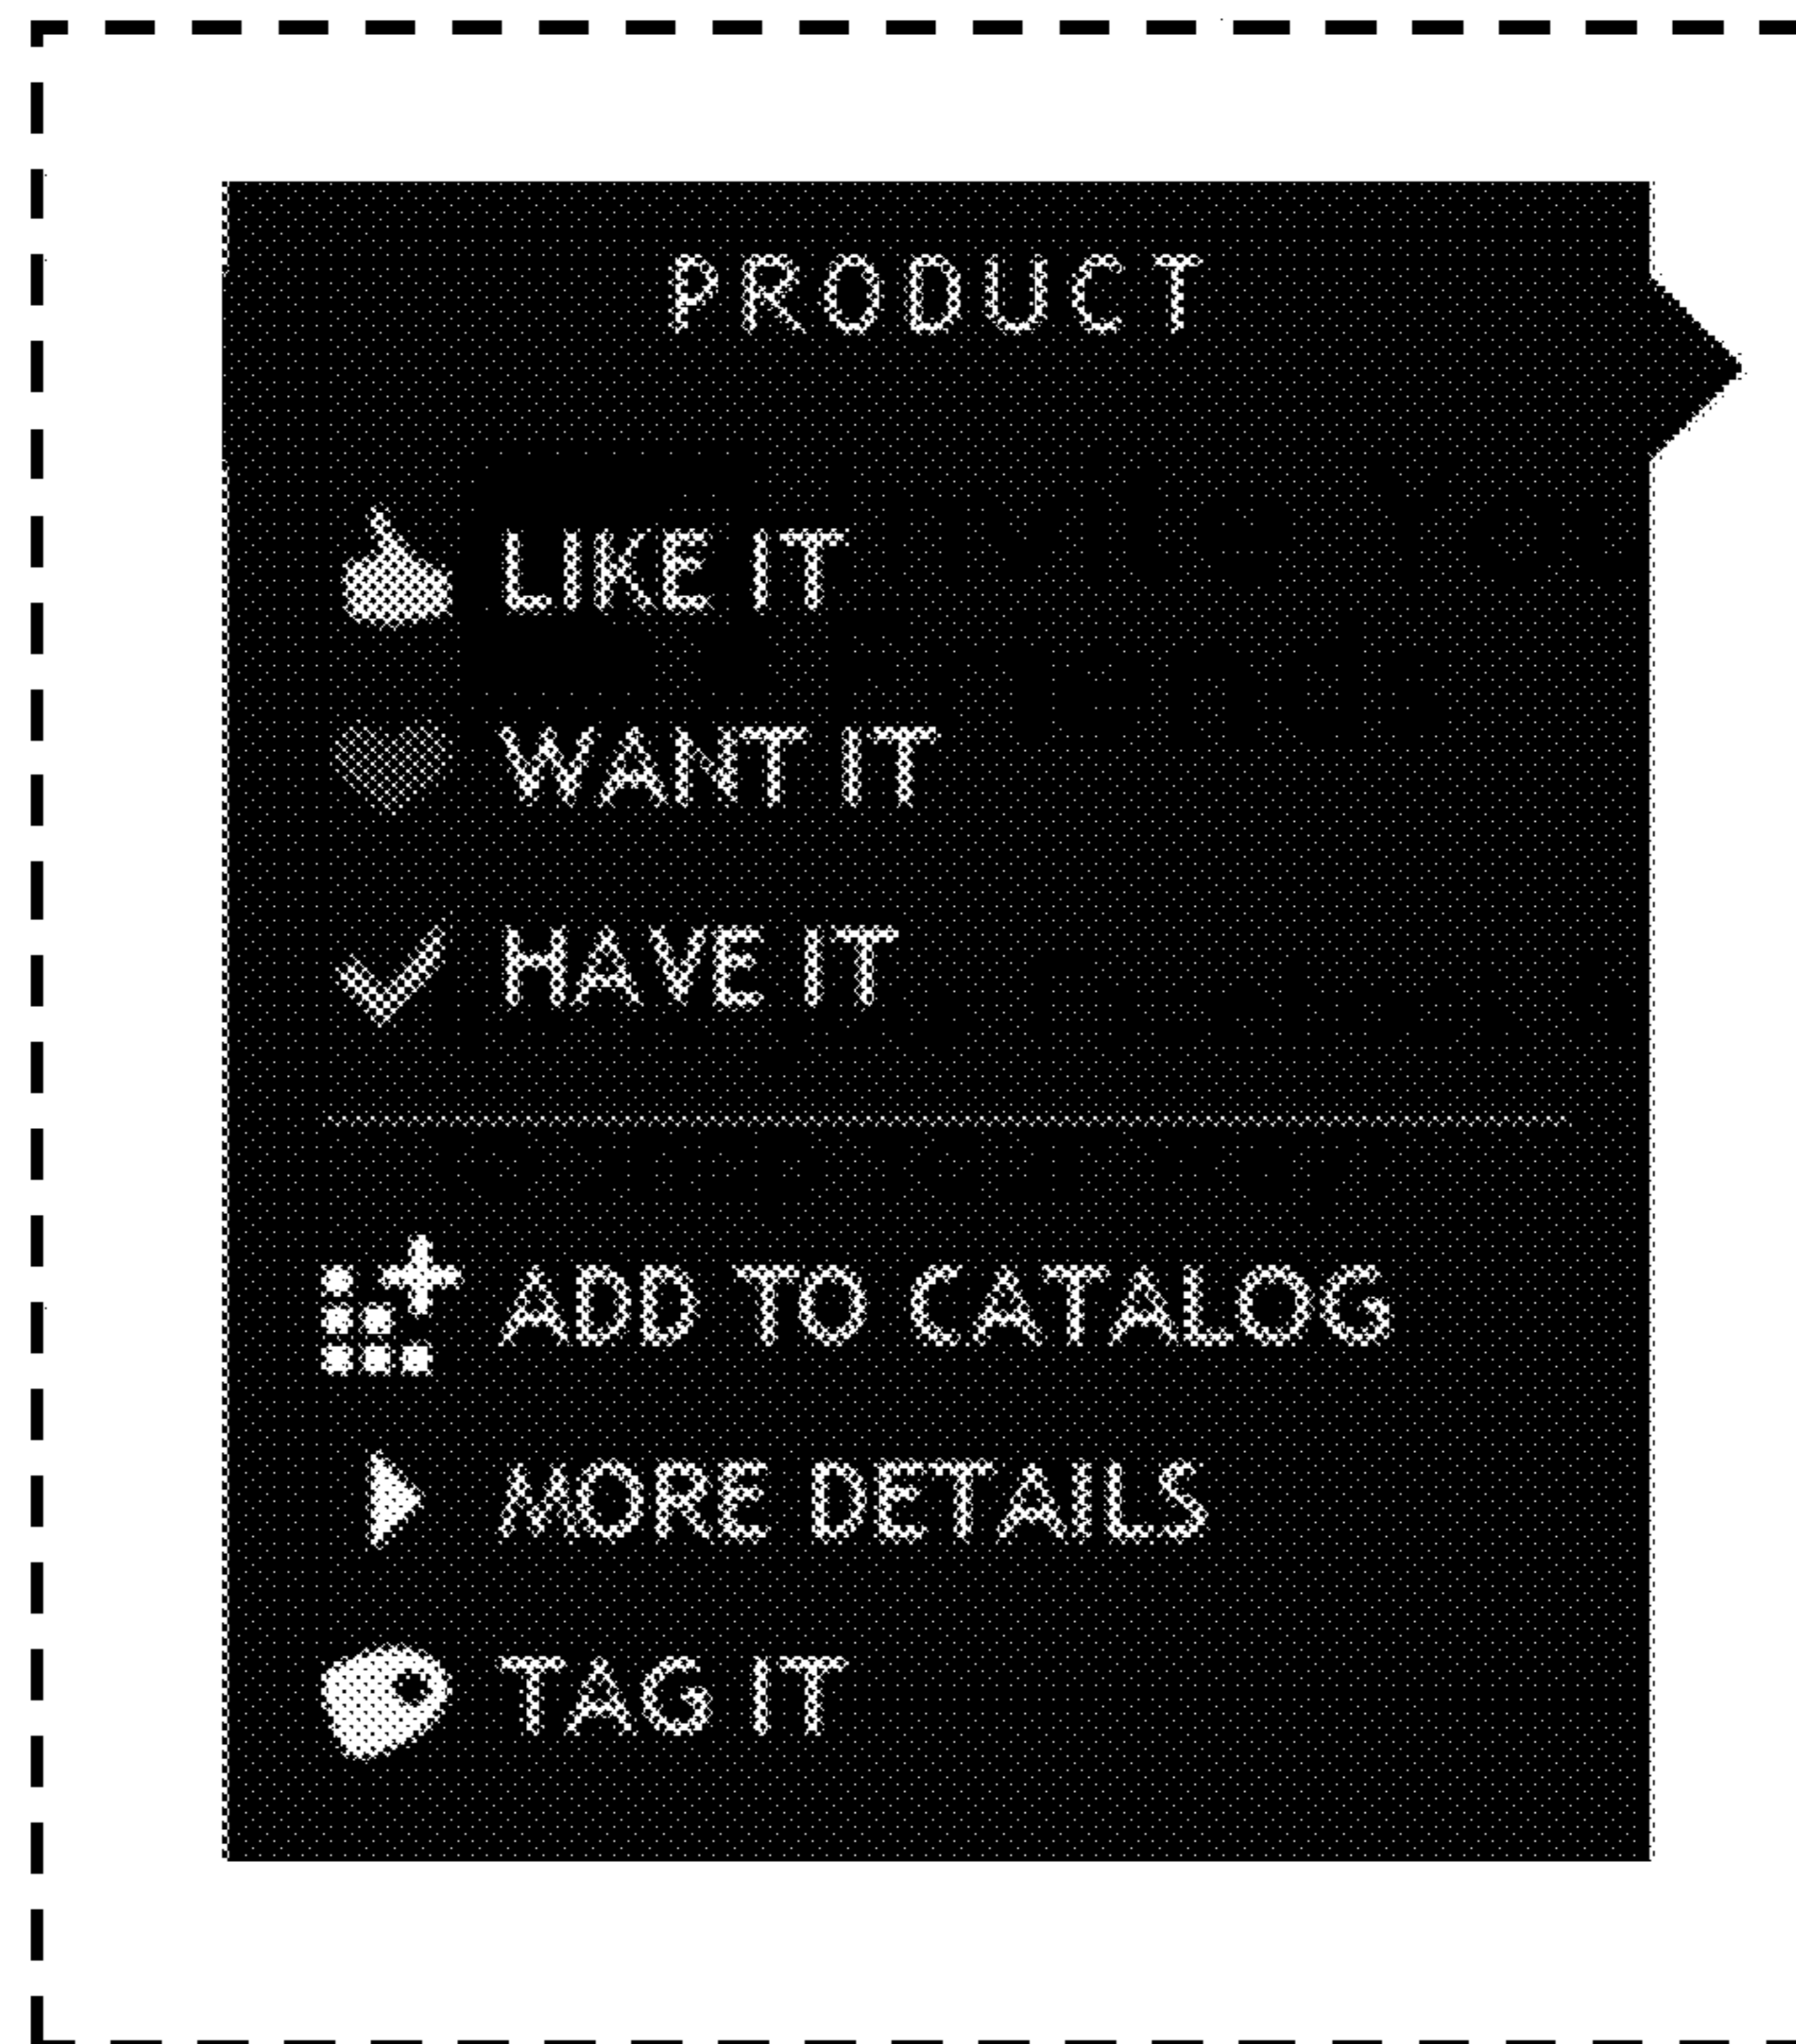 PRODUCT
LIKE IT
WANT IT
HAVE IT
ADD TO CATALOG
MORE DETAILS
TAG IT